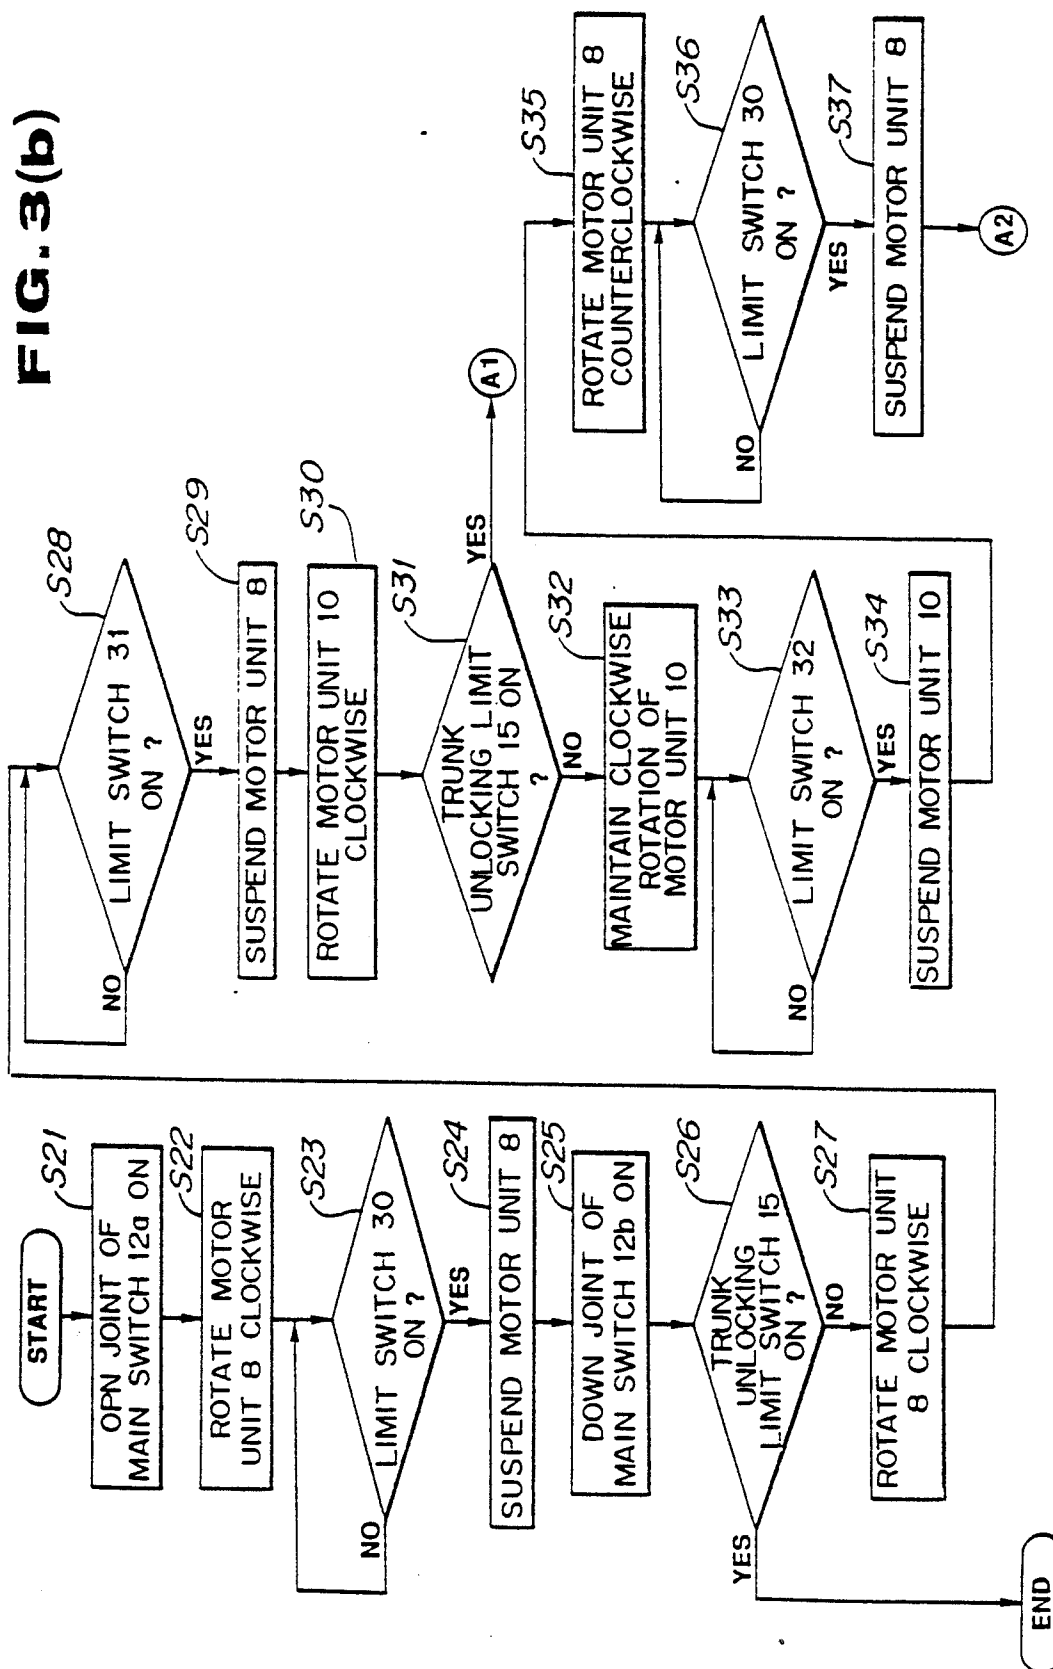 FIG. 3(b)
START
S21
OPN JOINT OF
MAIN SWITCH 12a ON
S22
ROTATE MOTOR
UNIT 8 CLOCKWISE
S23
LIMIT SWITCH 30
ON ?
NO
YES
S24
SUSPEND MOTOR UNIT 8
S25
DOWN JOINT OF
MAIN SWITCH 12b ON
S26
TRUNK
UNLOCKING
LIMIT SWITCH 15
ON ?
YES
NO
S27
ROTATE MOTOR UNIT
8 CLOCKWISE
END
S28
LIMIT SWITCH 31
ON ?
NO
YES
S29
SUSPEND MOTOR UNIT 8
S30
ROTATE MOTOR UNIT 10
CLOCKWISE
S31
TRUNK
UNLOCKING LIMIT
SWITCH 15 ON
?
YES
A1
NO
S32
MAINTAIN CLOCKWISE
ROTATION OF
MOTOR UNIT 10
S33
LIMIT SWITCH 32
ON ?
NO
YES
S34
SUSPEND MOTOR UNIT 10
S35
ROTATE MOTOR UNIT 8
COUNTERCLOCKWISE
S36
LIMIT SWITCH 30
ON ?
NO
YES
S37
SUSPEND MOTOR UNIT 8
A2